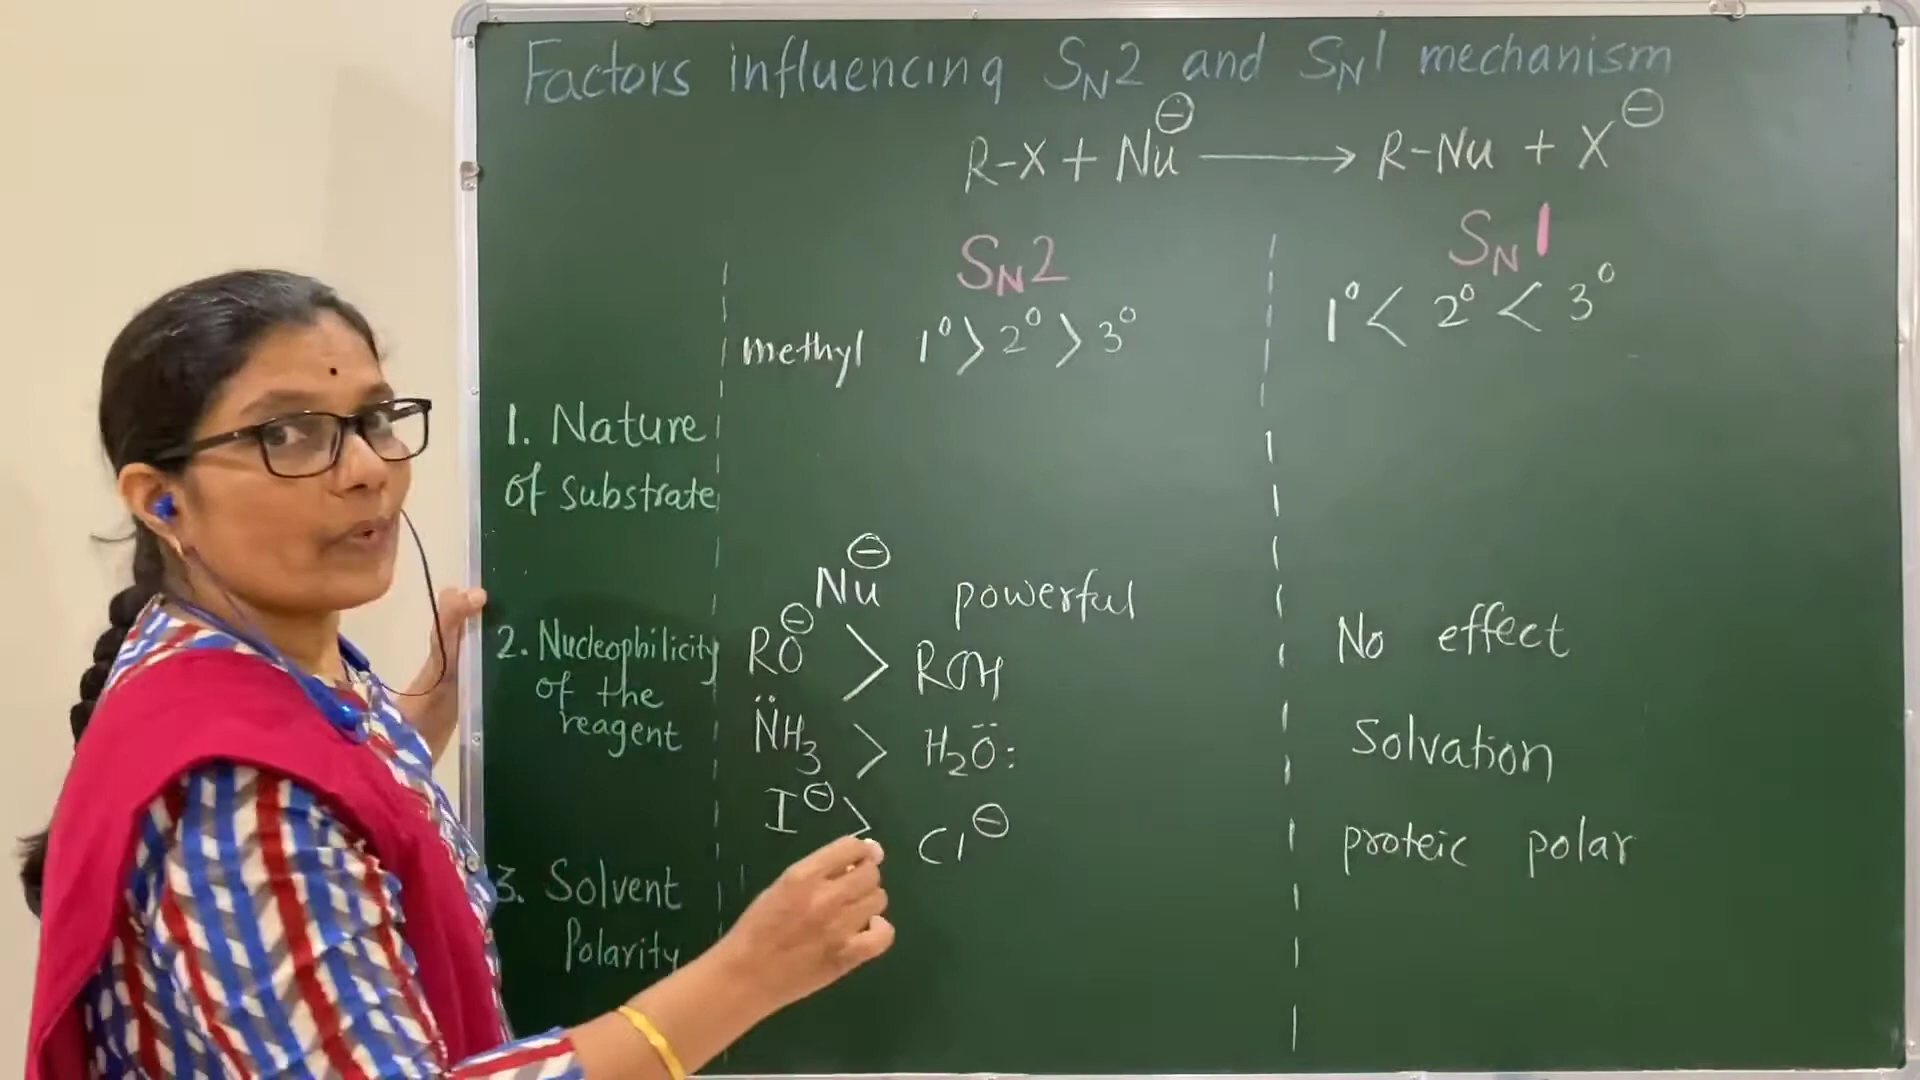 Factors influencing SN2 and SN1 mechanism
R-X + Nu⊖ ⟶ R-Nu + X⊖
SN2
SN1
methyl 1° > 2° > 3°
1° < 2° < 3°
1. Nature
of substrate
Nu⊖ powerful
2. Nucleophilicity
of the
reagent
RO⊖ > ROH
N̈H3 > H2Ö:
I⊖ > Cl⊖
No effect
Solvation
proteic polar
3. Solvent
Polarity